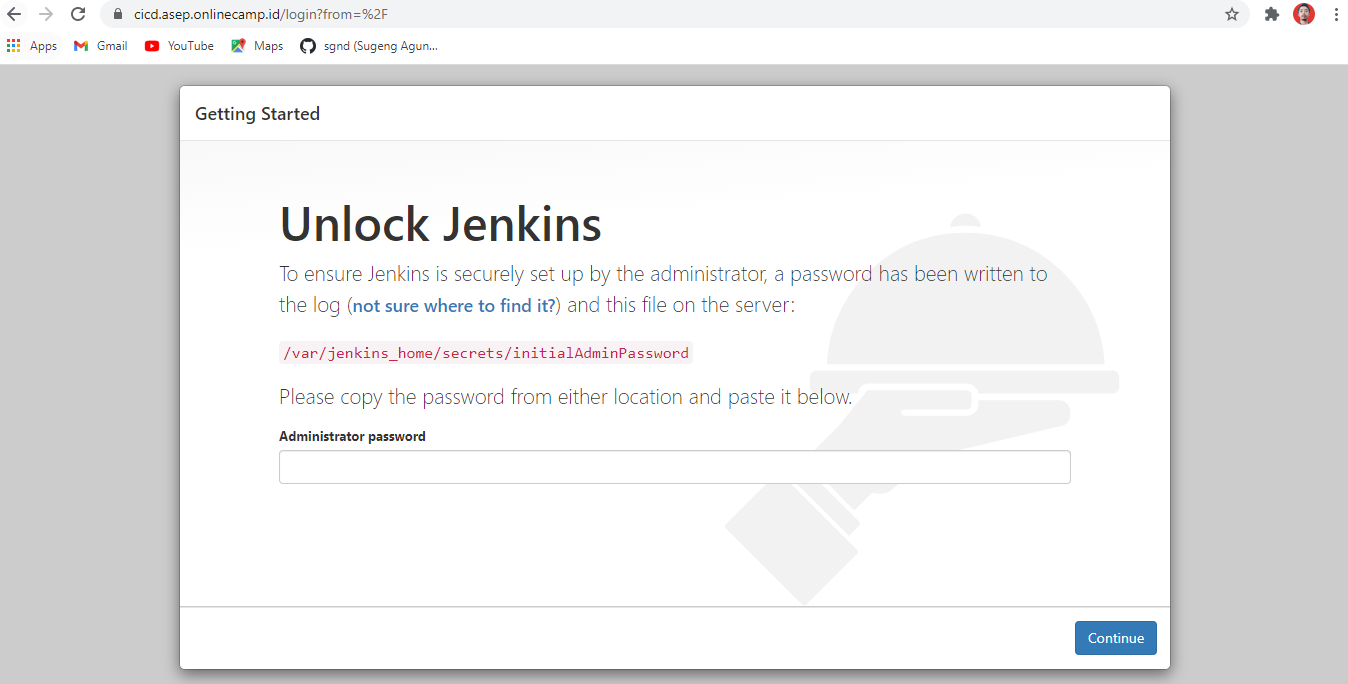 cicd.asep.onlinecamp.id/login?from=%2F
Apps Gmail YouTube Maps sgnd (Sugeng Agun...
Getting Started
Unlock Jenkins
To ensure Jenkins is securely set up by the administrator, a password has been written to
the log (not sure where to find it?) and this file on the server:
/var/jenkins_home/secrets/initialAdminPassword
Please copy the password from either location and paste it below.
Administrator password
Continue